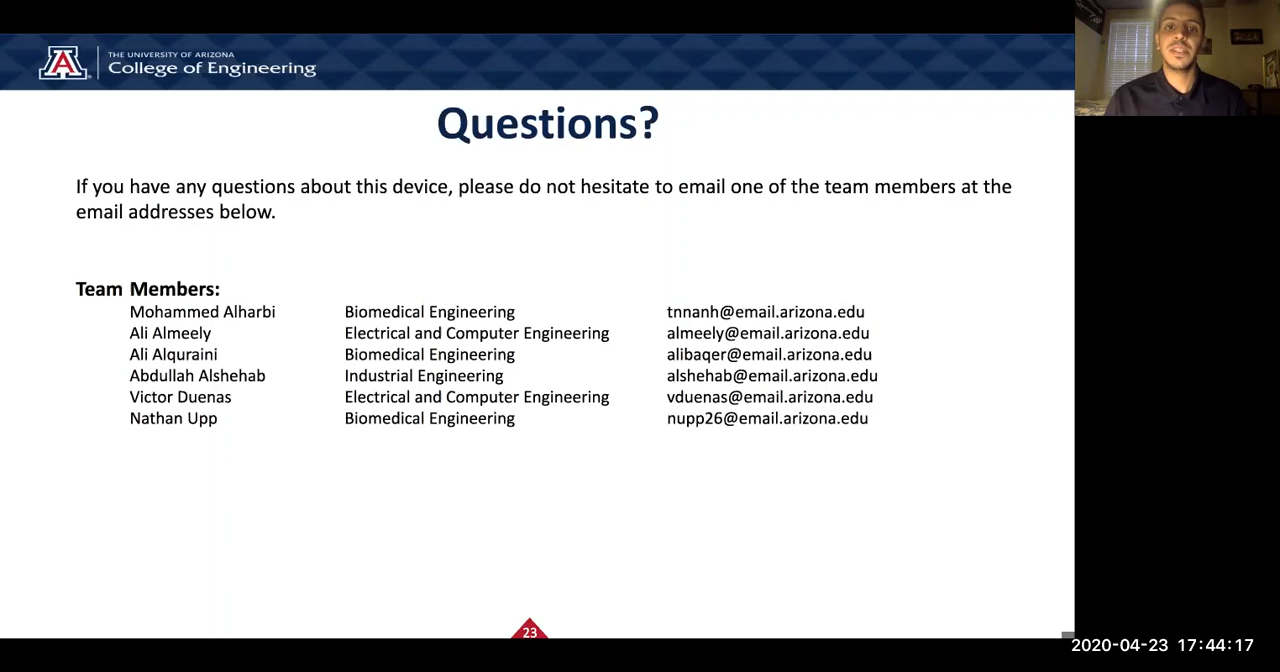 THE UNIVERSITY OF ARIZONA
College of Engineering
Questions?
If you have any questions about this device, please do not hesitate to email one of the team members at the
email addresses below.
Team Members:
Mohammed Alharbi Biomedical Engineering tnnanh@email.arizona.edu
Ali Almeely Electrical and Computer Engineering almeely@email.arizona.edu
Ali Alquraini Biomedical Engineering alibaqer@email.arizona.edu
Abdullah Alshehab Industrial Engineering alshehab@email.arizona.edu
Victor Duenas Electrical and Computer Engineering vduenas@email.arizona.edu
Nathan Upp Biomedical Engineering nupp26@email.arizona.edu
23
2020-04-23 17:44:17